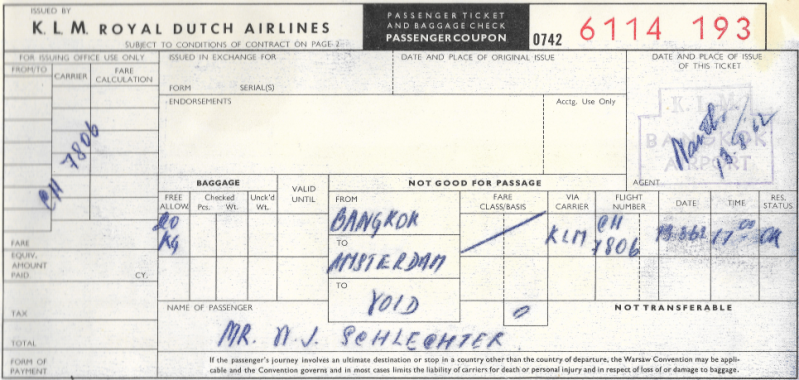 ISSUED BY
K.L.M. ROYAL DUTCH AIRLINES
SUBJECT TO CONDITIONS OF CONTRACT ON PAGE 2
PASSENGER TICKET
AND BAGGAGE CHECK
PASSENGER COUPON
0742 6114 193
FOR ISSUING OFFICE USE ONLY
FROM/TO CARRIER FARE CALCULATION
CH 7806
ISSUED IN EXCHANGE FOR
FORM SERIAL(S)
DATE AND PLACE OF ORIGINAL ISSUE
DATE AND PLACE OF ISSUE
OF THIS TICKET
K.L.M.
BANGKOK
AIRPORT
AGENT
ENDORSEMENTS
Acctg. Use Only
BAGGAGE
VALID UNTIL
NOT GOOD FOR PASSAGE
FREE ALLOW. Checked Pcs. Wt. Unck'd Wt.
FROM FARE CLASS/BASIS VIA CARRIER FLIGHT NUMBER DATE TIME RES. STATUS
20 KG
BANGKOK KLM CH 7806 17 00 OK
TO
AMSTERDAM
TO
VOID
FARE
EQUIV. AMOUNT PAID CY.
TAX
TOTAL
FORM OF PAYMENT
NAME OF PASSENGER
NOT TRANSFERABLE
MR. SCHLECHTER
If the passenger's journey involves an ultimate destination or stop in a country other than the country of departure, the Warsaw Convention may be appli-
cable and the Convention governs and in most cases limits the liability of carriers for death or personal injury and in respect of loss of or damage to baggage.